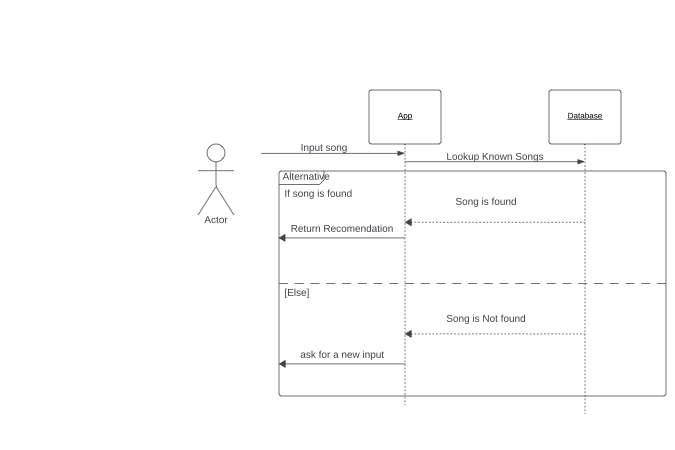 App
Database
Input song
Lookup Known Songs
Alternative
If song is found
Song is found
Actor
Return Recomendation
[Else]
Song is Not found
ask for a new input